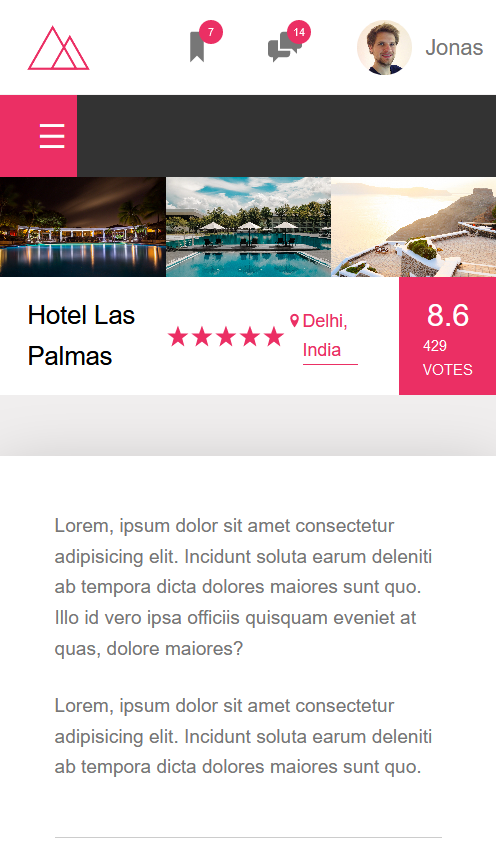 7
14
Jonas
Hotel Las
Palmas
Delhi,
India
8.6
429
VOTES
Lorem, ipsum dolor sit amet consectetur
adipisicing elit. Incidunt soluta earum deleniti
ab tempora dicta dolores maiores sunt quo.
Illo id vero ipsa officiis quisquam eveniet at
quas, dolore maiores?
Lorem, ipsum dolor sit amet consectetur
adipisicing elit. Incidunt soluta earum deleniti
ab tempora dicta dolores maiores sunt quo.